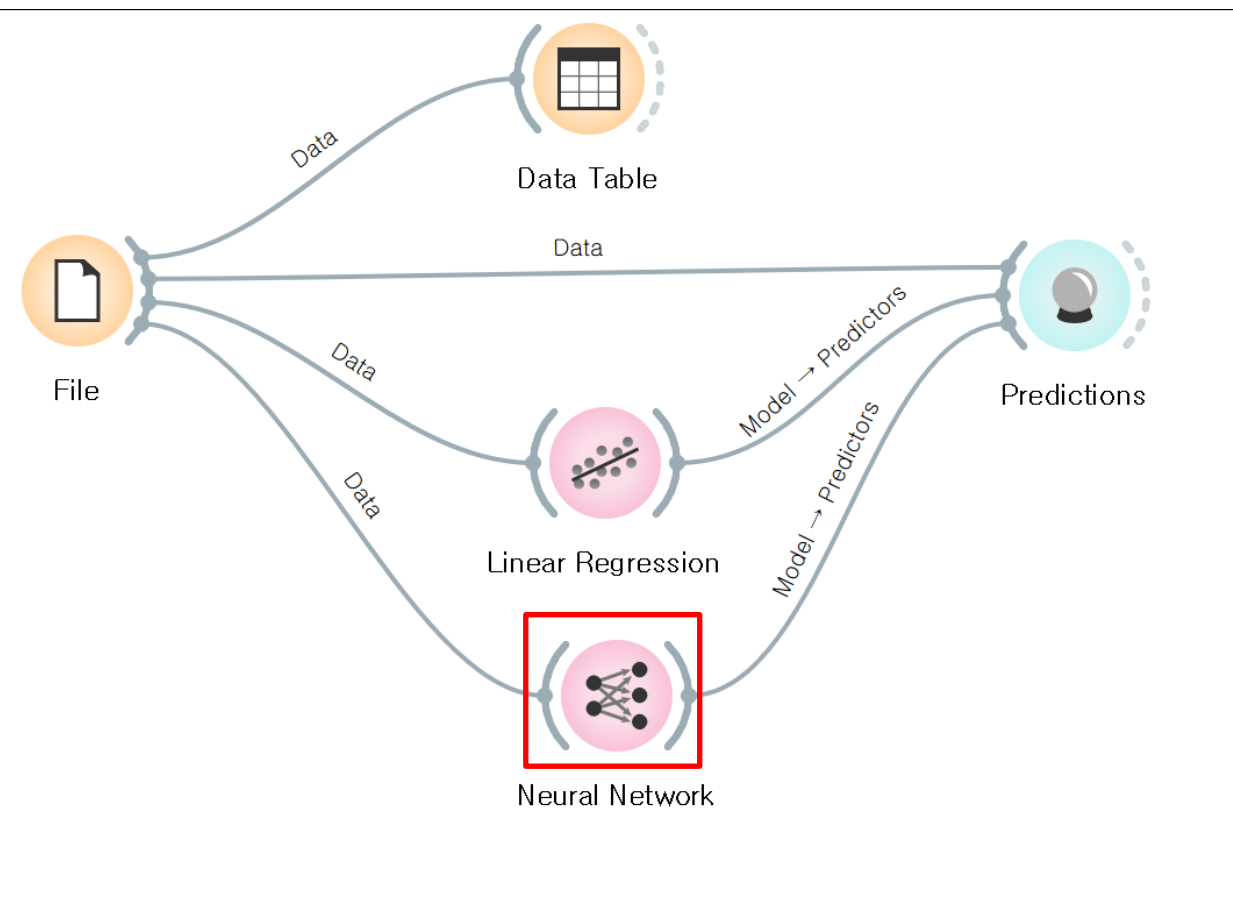 Data
Data Table
Data
File
Data
Model → Predictors
Predictions
Data
Model → Predictors
Linear Regression
Neural Network